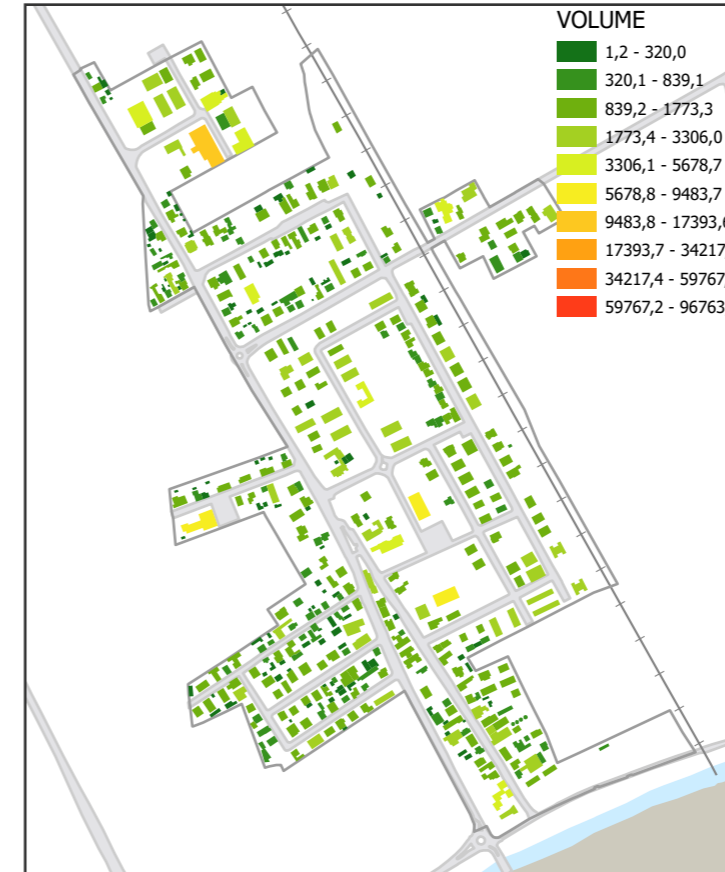 VOLUME
1,2 - 320,0
320,1 - 839,1
839,2 - 1773,3
1773,4 - 3306,0
3306,1 - 5678,7
5678,8 - 9483,7
9483,8 - 17393,6
17393,7 - 34217
34217,4 - 59767,
59767,2 - 96763